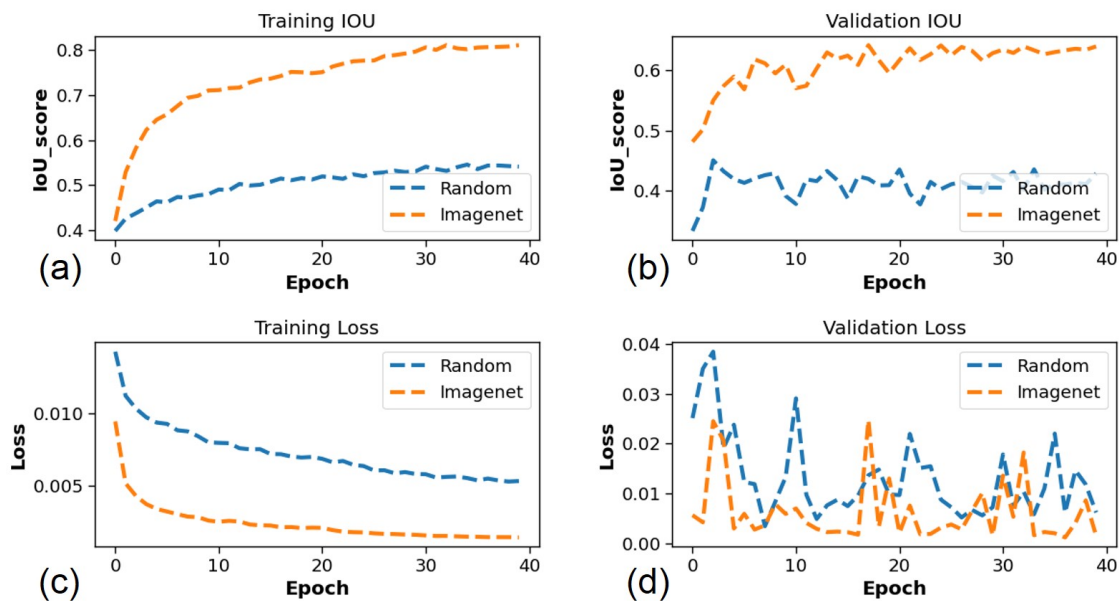 Training IOU
IoU_score
0.8
0.7
0.6
0.5
0.4
Random
Imagenet
0 10 20 30 40
Epoch
(a)
Validation IOU
IoU_score
0.6
0.5
0.4
Random
Imagenet
0 10 20 30 40
Epoch
(b)
Training Loss
Loss
0.010
0.005
Random
Imagenet
0 10 20 30 40
Epoch
(c)
Validation Loss
Loss
0.04
0.03
0.02
0.01
0.00
Random
Imagenet
0 10 20 30 40
Epoch
(d)